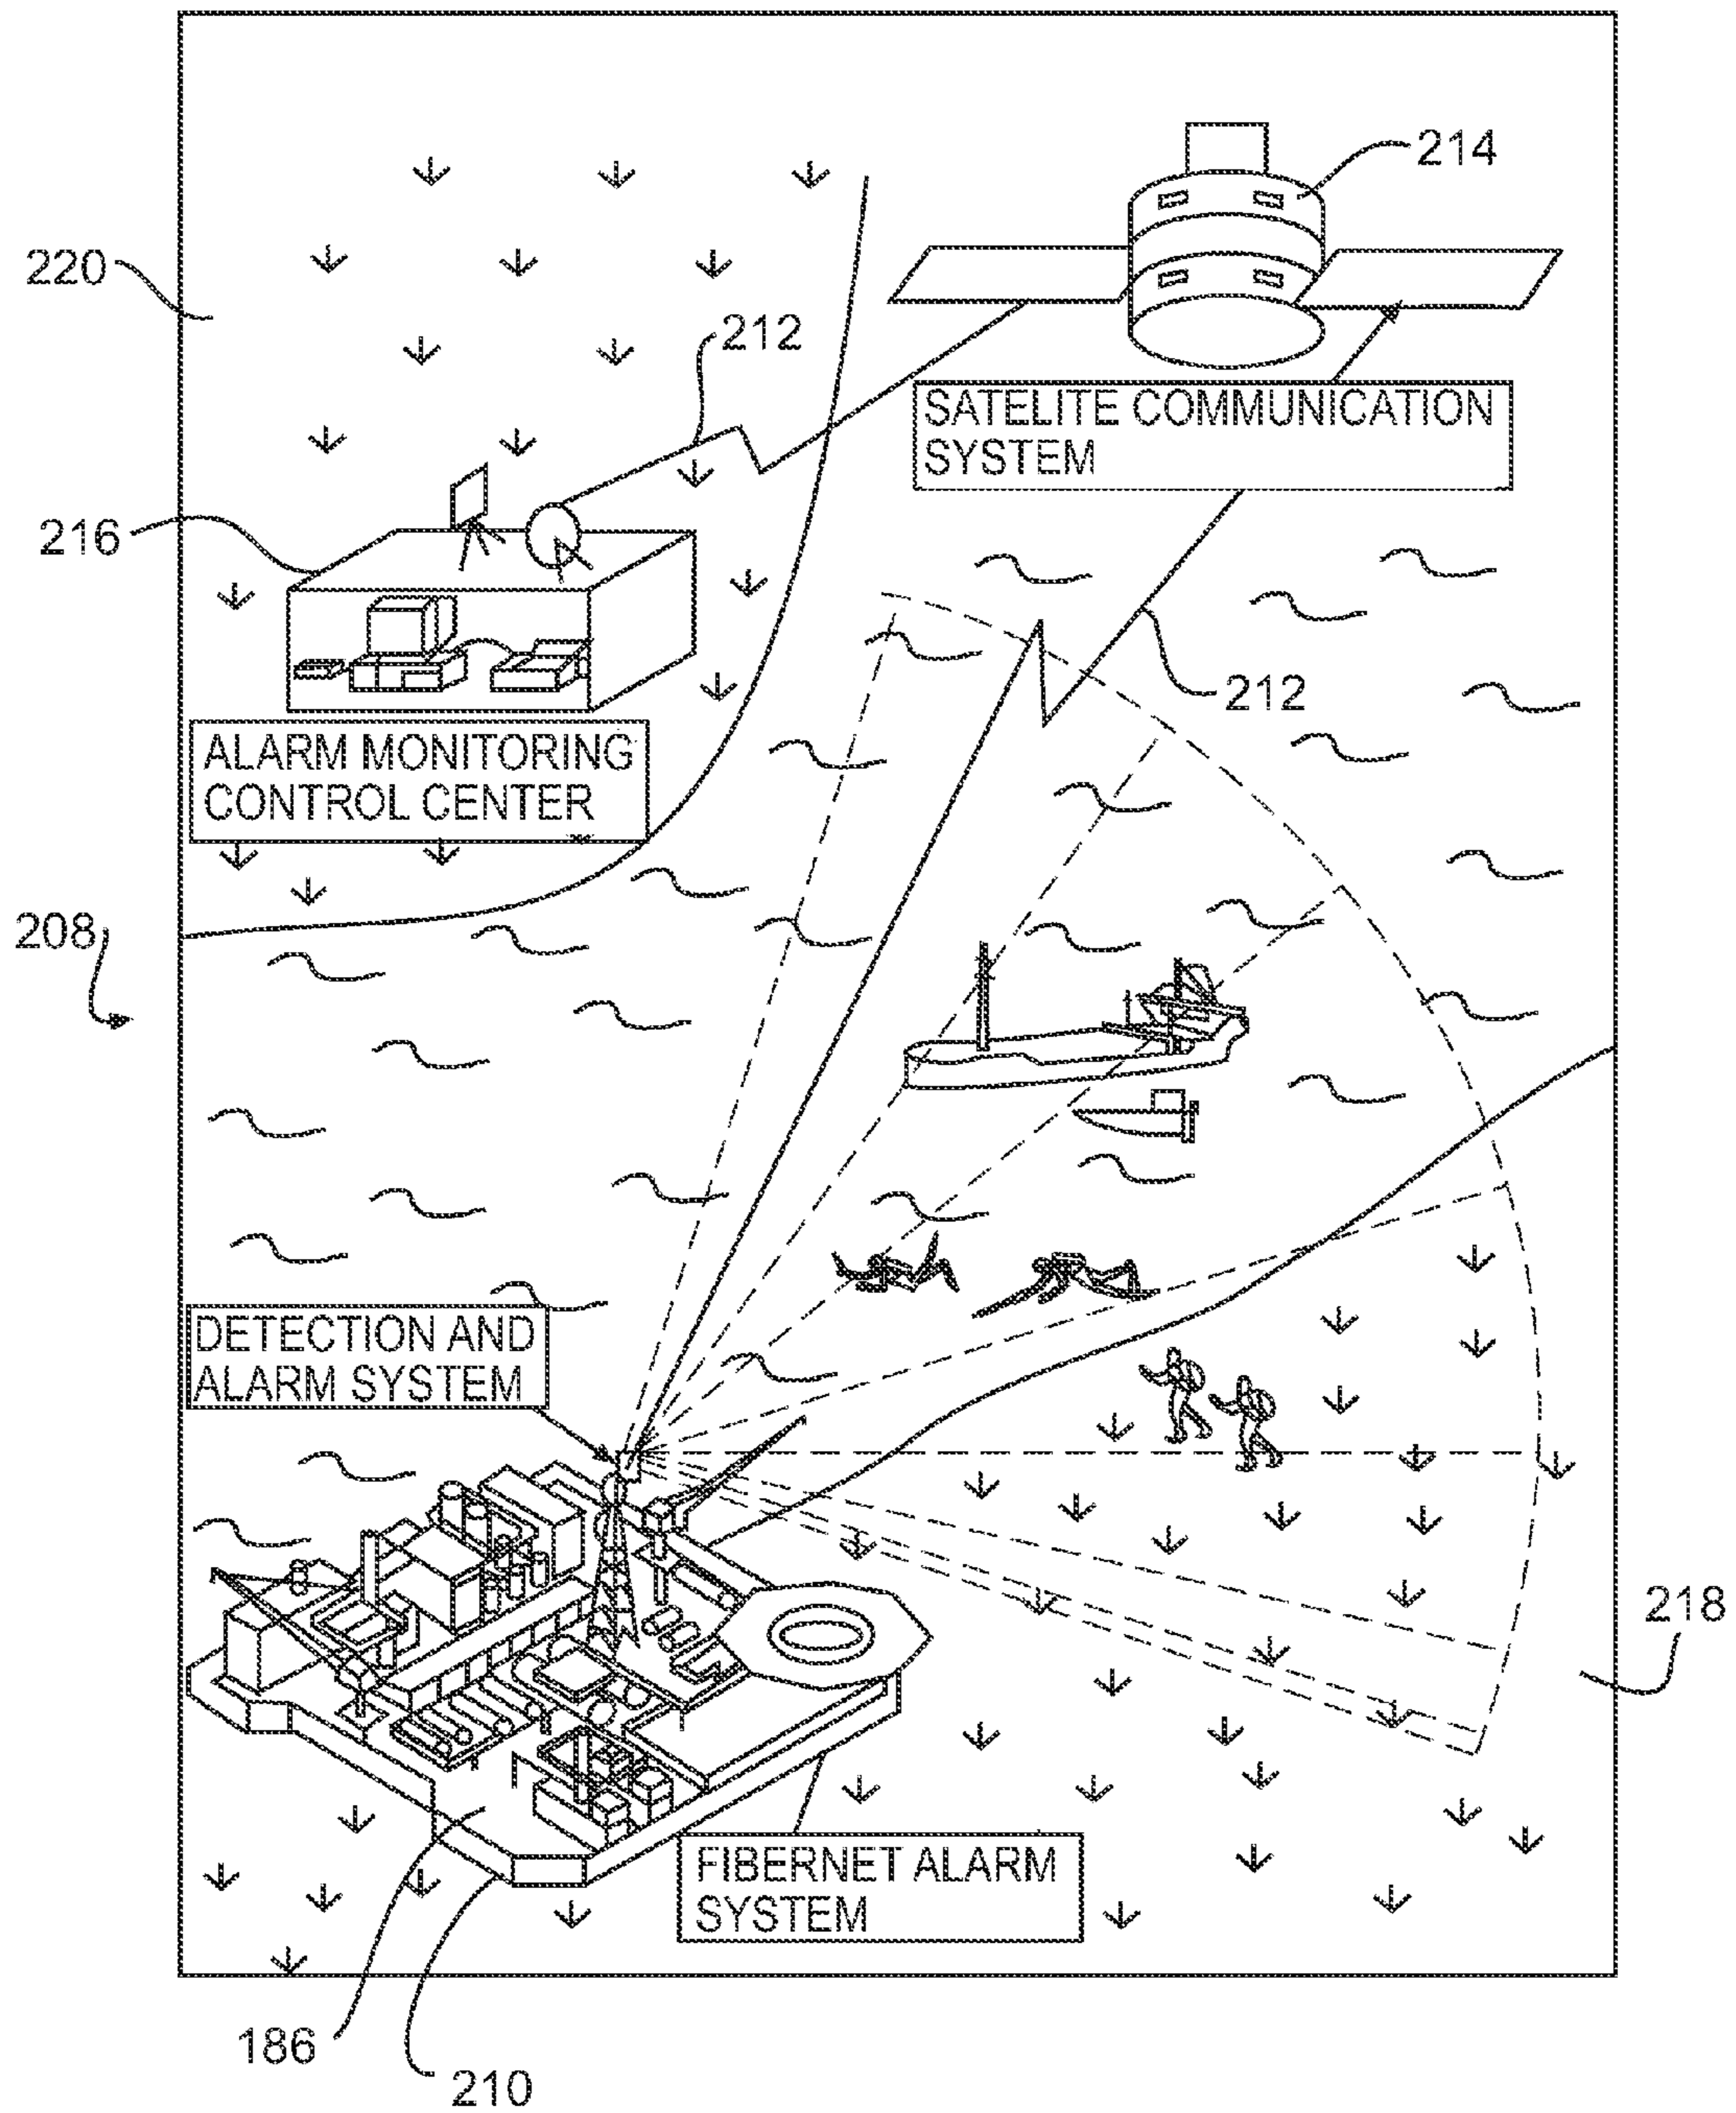 214
220
212
SATELITE COMMUNICATION
SYSTEM
216
212
ALARM MONITORING
CONTROL CENTER
208
DETECTION AND
ALARM SYSTEM
218
FIBERNET ALARM
SYSTEM
186
210